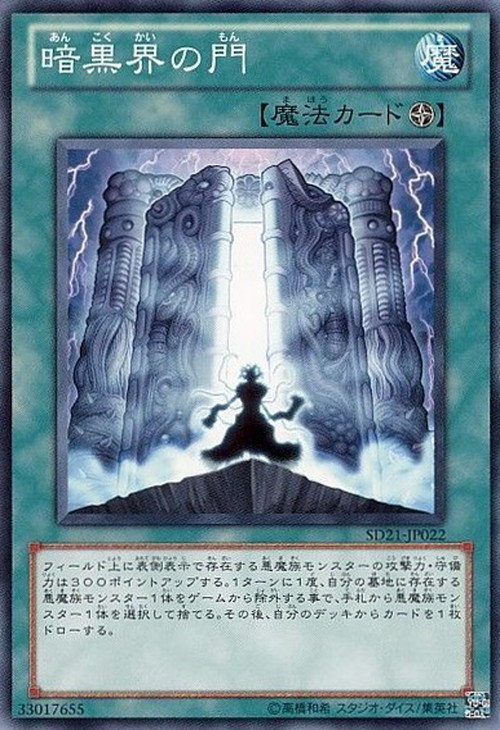 暗黒界の門
魔
【魔法カード】
SD21-JP022
フィールド上に表側表示で存在する悪魔族モンスターの攻撃力・守備
力は３００ポイントアップする。１ターンに１度、自分の墓地に存在する
悪魔族モンスター１体をゲームから除外する事で、手札から悪魔族モン
スター１体を選択して捨てる。その後、自分のデッキからカードを１枚
ドローする。
33017655
©高橋和希 スタジオ・ダイス/集英社